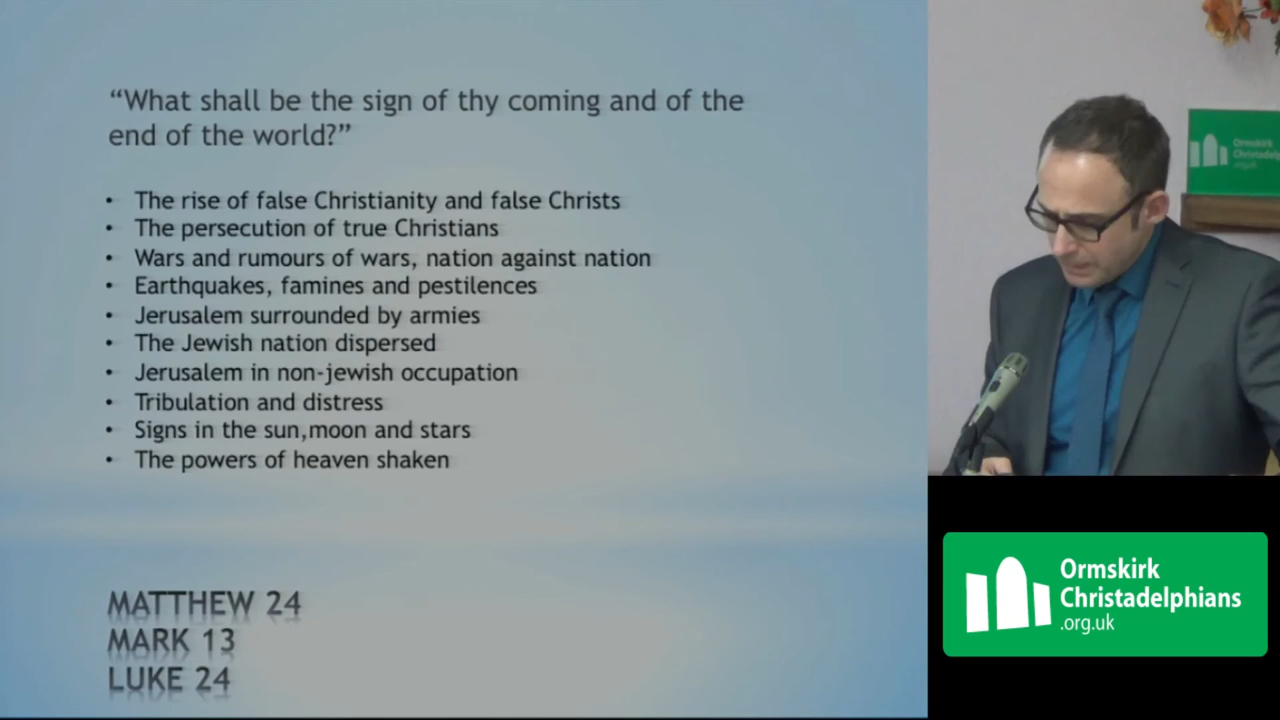 “What shall be the sign of thy coming and of the
end of the world?”
• The rise of false Christianity and false Christs
• The persecution of true Christians
• Wars and rumours of wars, nation against nation
• Earthquakes, famines and pestilences
• Jerusalem surrounded by armies
• The Jewish nation dispersed
• Jerusalem in non-jewish occupation
• Tribulation and distress
• Signs in the sun,moon and stars
• The powers of heaven shaken
MATTHEW 24
MARK 13
LUKE 24
Ormskirk
.org.uk
Ormskirk
Christadelphians
.org.uk